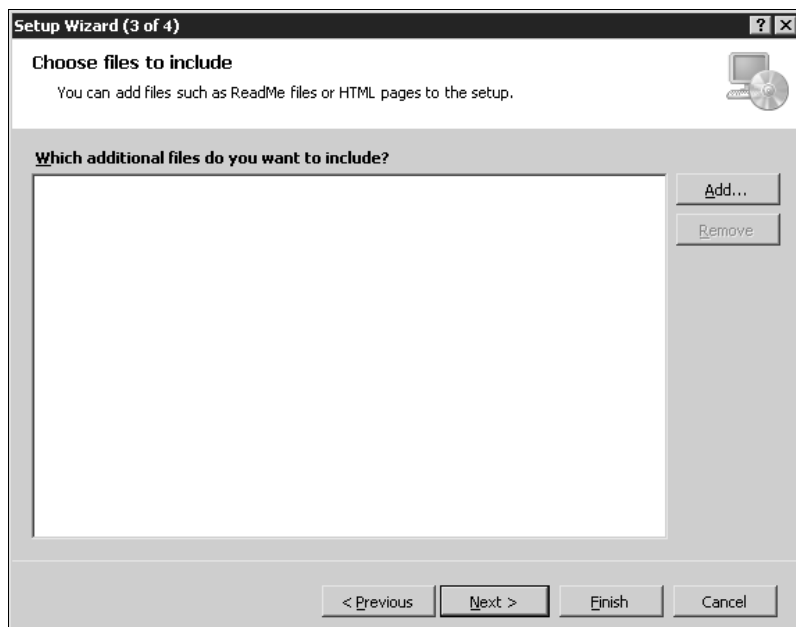 Setup Wizard (3 of 4)
Choose files to include
You can add files such as ReadMe files or HTML pages to the setup.
Which additional files do you want to include?
Add...
Remove
< Previous
Next >
Finish
Cancel